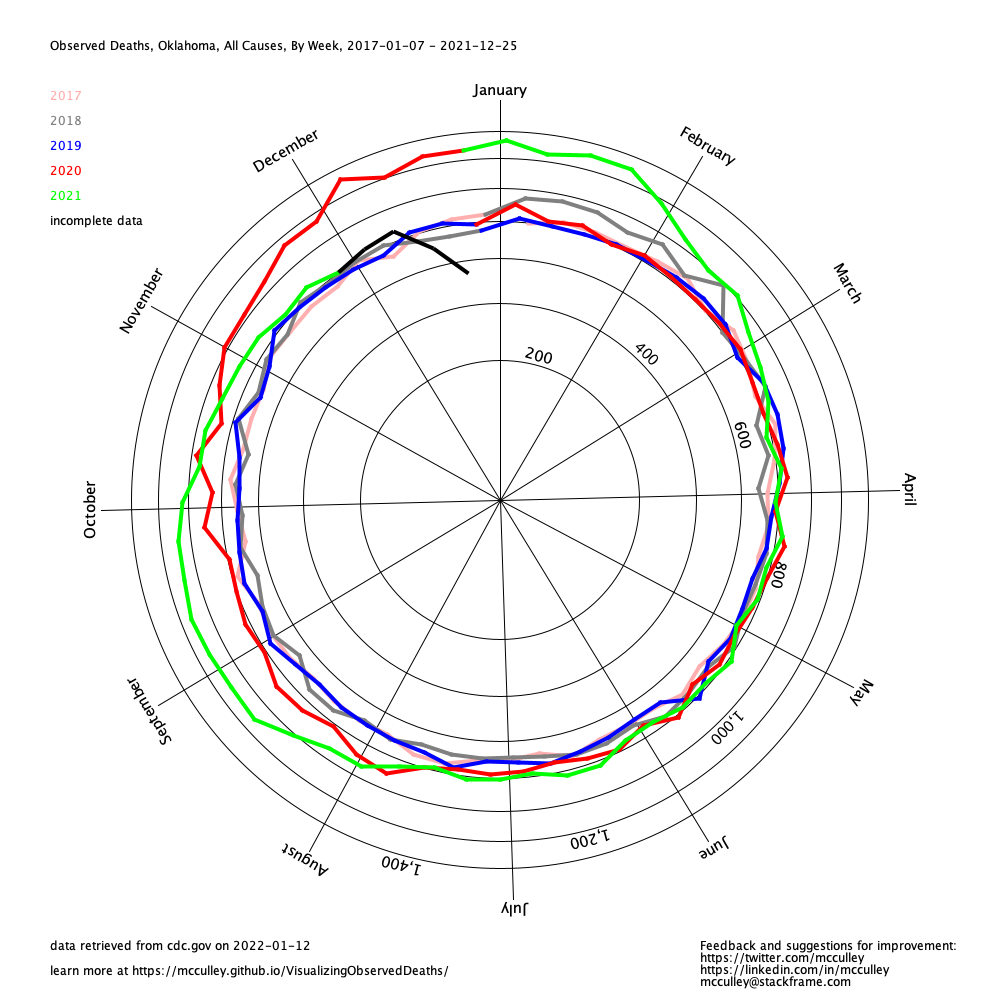 Observed Deaths, Oklahoma, All Causes, By Week, 2017-01-07 - 2021-12-25
2017
2018
2019
2020
2021
incomplete data
January
February
March
April
May
June
July
August
September
October
November
December
200
400
600
800
1,000
1,200
1,400
data retrieved from cdc.gov on 2022-01-12
learn more at https://mcculley.github.io/VisualizingObservedDeaths/
Feedback and suggestions for improvement:
https://twitter.com/mcculley
https://linkedin.com/in/mcculley
mcculley@stackframe.com